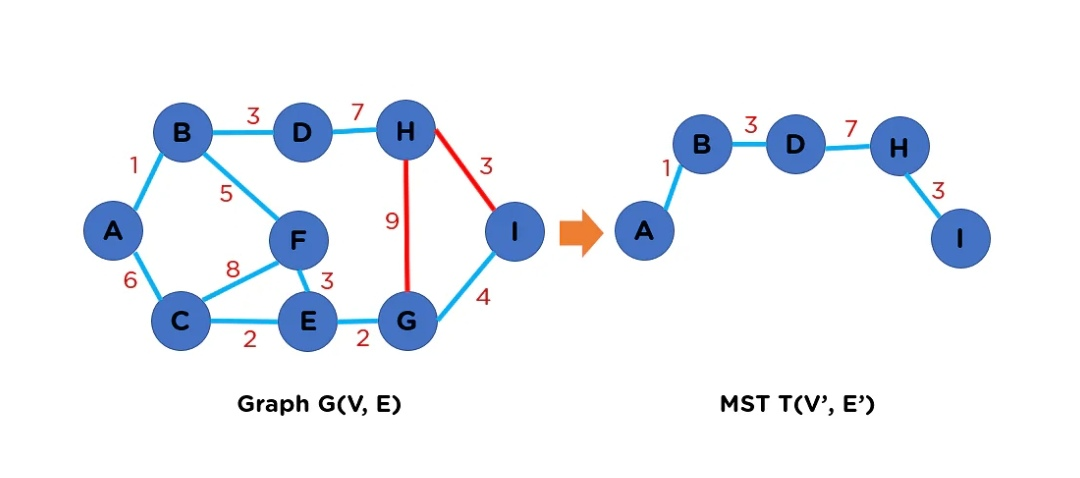 B 3 D 7 H
1 5 3
A F 9 I
6 8 3 4
C 2 E 2 G
B 3 D 7 H
1 3
A I
Graph G(V, E)
MST T(V’, E’)